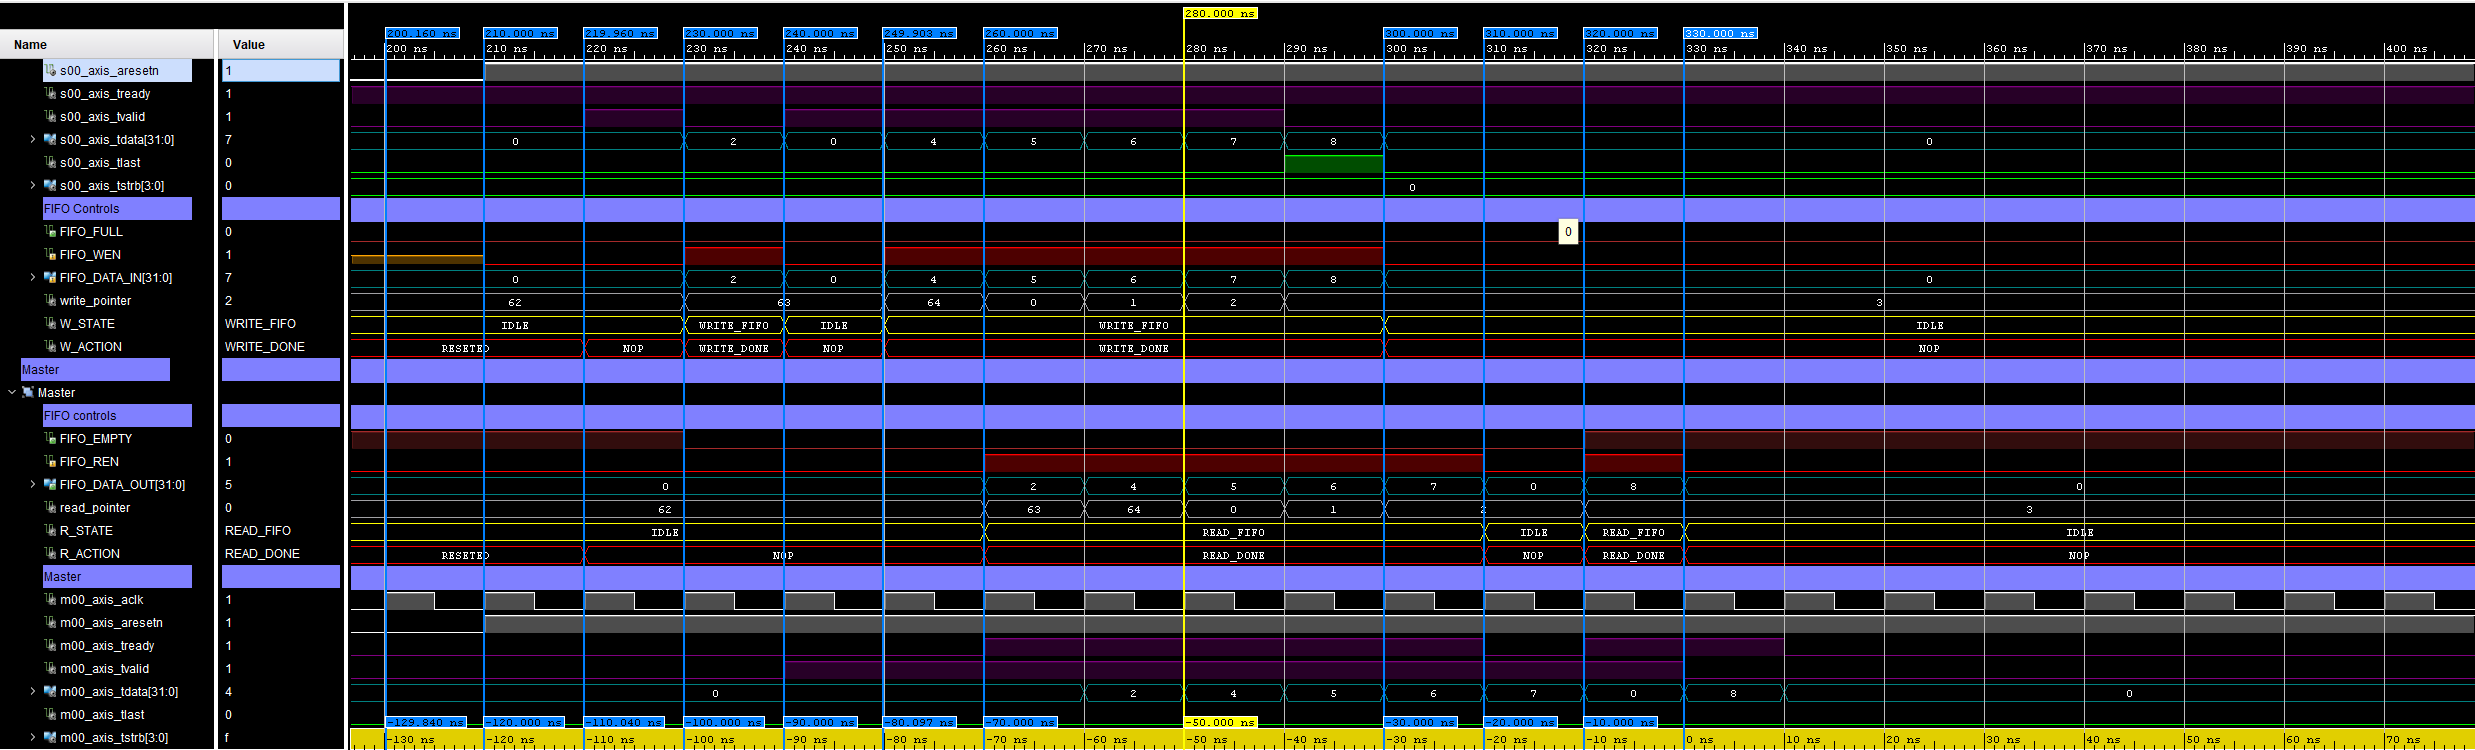 280.000 ns
200.160 ns 210.000 ns 219.960 ns 230.000 ns 240.000 ns 249.903 ns 260.000 ns 300.000 ns 310.000 ns 320.000 ns 330.000 ns
Name Value 200 ns 210 ns 220 ns 230 ns 240 ns 250 ns 260 ns 270 ns 280 ns 290 ns 300 ns 310 ns 320 ns 330 ns 340 ns 350 ns 360 ns 370 ns 380 ns 390 ns 400 ns
s00_axis_aresetn 1
s00_axis_tready 1
s00_axis_tvalid 1
s00_axis_tdata[31:0] 7 0 2 0 4 5 6 7 8 0
s00_axis_tlast 0
s00_axis_tstrb[3:0] 0 0
FIFO Controls
FIFO_FULL 0 0
FIFO_WEN 1
FIFO_DATA_IN[31:0] 7 0 2 0 4 5 6 7 8 0
write_pointer 2 62 63 64 0 1 2 3
W_STATE WRITE_FIFO IDLE WRITE_FIFO IDLE WRITE_FIFO IDLE
W_ACTION WRITE_DONE RESETED NOP WRITE_DONE NOP WRITE_DONE NOP
Master
Master
FIFO controls
FIFO_EMPTY 0
FIFO_REN 1
FIFO_DATA_OUT[31:0] 5 0 2 4 5 6 7 0 8 0
read_pointer 0 62 63 64 0 1 2 3
R_STATE READ_FIFO IDLE READ_FIFO IDLE READ_FIFO IDLE
R_ACTION READ_DONE RESETED NOP READ_DONE NOP READ_DONE NOP
Master
m00_axis_aclk 1
m00_axis_aresetn 1
m00_axis_tready 1
m00_axis_tvalid 1
m00_axis_tdata[31:0] 4 0 2 4 5 6 7 0 8 0
m00_axis_tlast 0
-129.840 ns -120.000 ns -110.040 ns -100.000 ns -90.000 ns -80.097 ns -70.000 ns -50.000 ns -30.000 ns -20.000 ns -10.000 ns
m00_axis_tstrb[3:0] f -130 ns -120 ns -110 ns -100 ns -90 ns -80 ns -70 ns -60 ns -50 ns -40 ns -30 ns -20 ns -10 ns 0 ns 10 ns 20 ns 30 ns 40 ns 50 ns 60 ns 70 ns